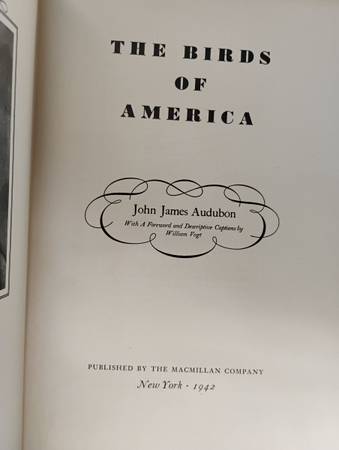 THE BIRDS
OF
AMERICA
John James Audubon
With A Foreword and Descriptive Captions by
William Vogt
PUBLISHED BY THE MACMILLAN COMPANY
New York · 1942